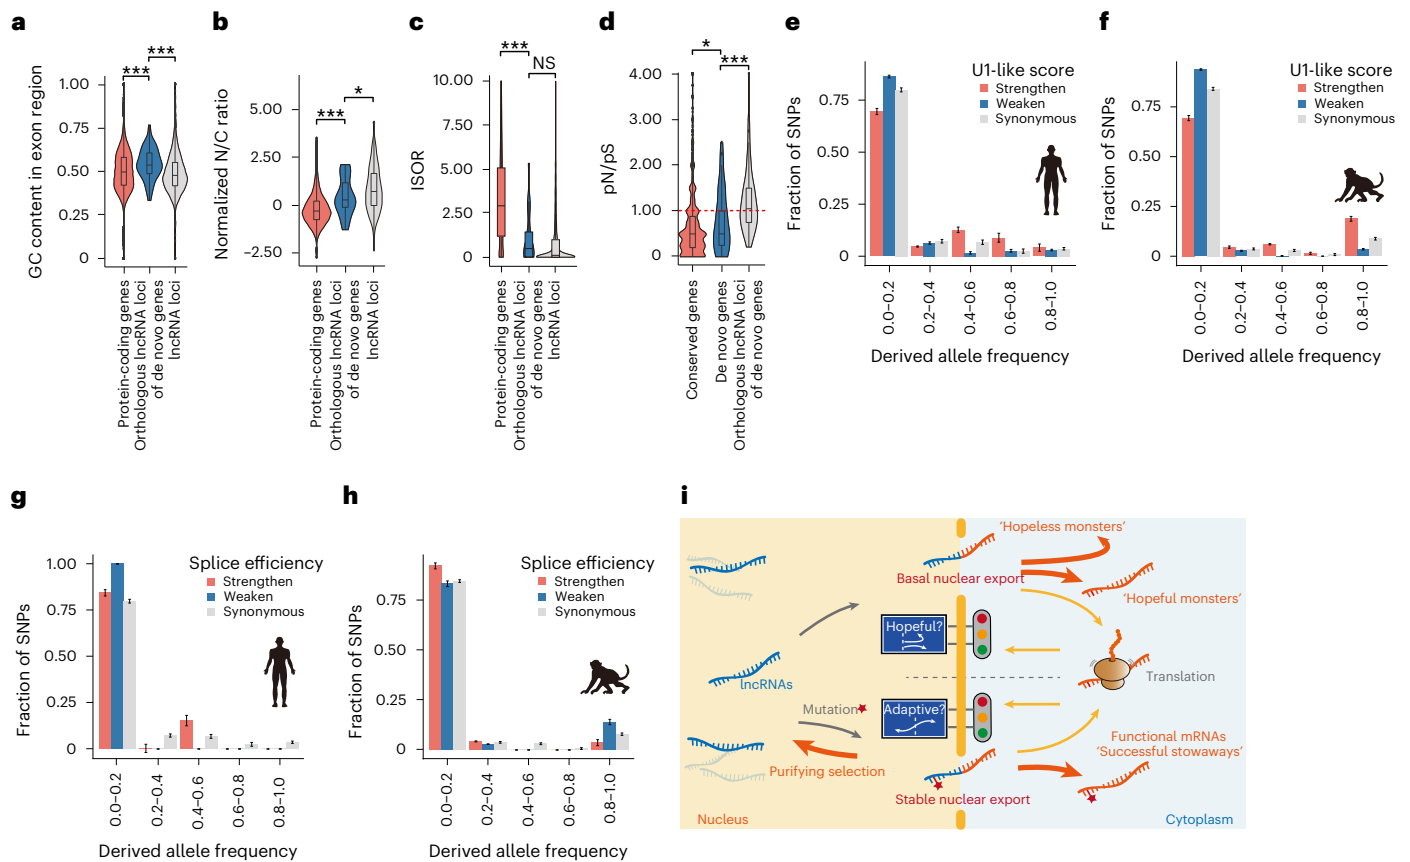 a
GC content in exon region
1.00
0.75
0.50
0.25
0
***
***
Protein-coding genes
Orthologous lncRNA loci
of de novo genes
lncRNA loci
b
Normalized N/C ratio
5.00
2.50
0
−2.50
***
*
Protein-coding genes
Orthologous lncRNA loci
of de novo genes
lncRNA loci
c
ISOR
10.00
7.50
5.00
2.50
0
***
NS
Protein-coding genes
Orthologous lncRNA loci
of de novo genes
lncRNA loci
d
pN/pS
4.00
3.00
2.00
1.00
0
*
***
Conserved genes
De novo genes
Orthologous lncRNA loci
of de novo genes
e
Fraction of SNPs
0.75
0.50
0.25
0
U1-like score
Strengthen
Weaken
Synonymous
0.0–0.2
0.2–0.4
0.4–0.6
0.6–0.8
0.8–1.0
Derived allele frequency
f
Fraction of SNPs
0.75
0.50
0.25
0
U1-like score
Strengthen
Weaken
Synonymous
0.0–0.2
0.2–0.4
0.4–0.6
0.6–0.8
0.8–1.0
Derived allele frequency
g
Fraction of SNPs
1.00
0.75
0.50
0.25
0
Splice efficiency
Strengthen
Weaken
Synonymous
0.0–0.2
0.2–0.4
0.4–0.6
0.6–0.8
0.8–1.0
Derived allele frequency
h
Fraction of SNPs
0.75
0.50
0.25
0
Splice efficiency
Strengthen
Weaken
Synonymous
0.0–0.2
0.2–0.4
0.4–0.6
0.6–0.8
0.8–1.0
Derived allele frequency
i
'Hopeless monsters'
Basal nuclear export
'Hopeful monsters'
Hopeful?
lncRNAs
Translation
Mutation
Adaptive?
Functional mRNAs
'Successful stowaways'
Purifying selection
Stable nuclear export
Nucleus
Cytoplasm